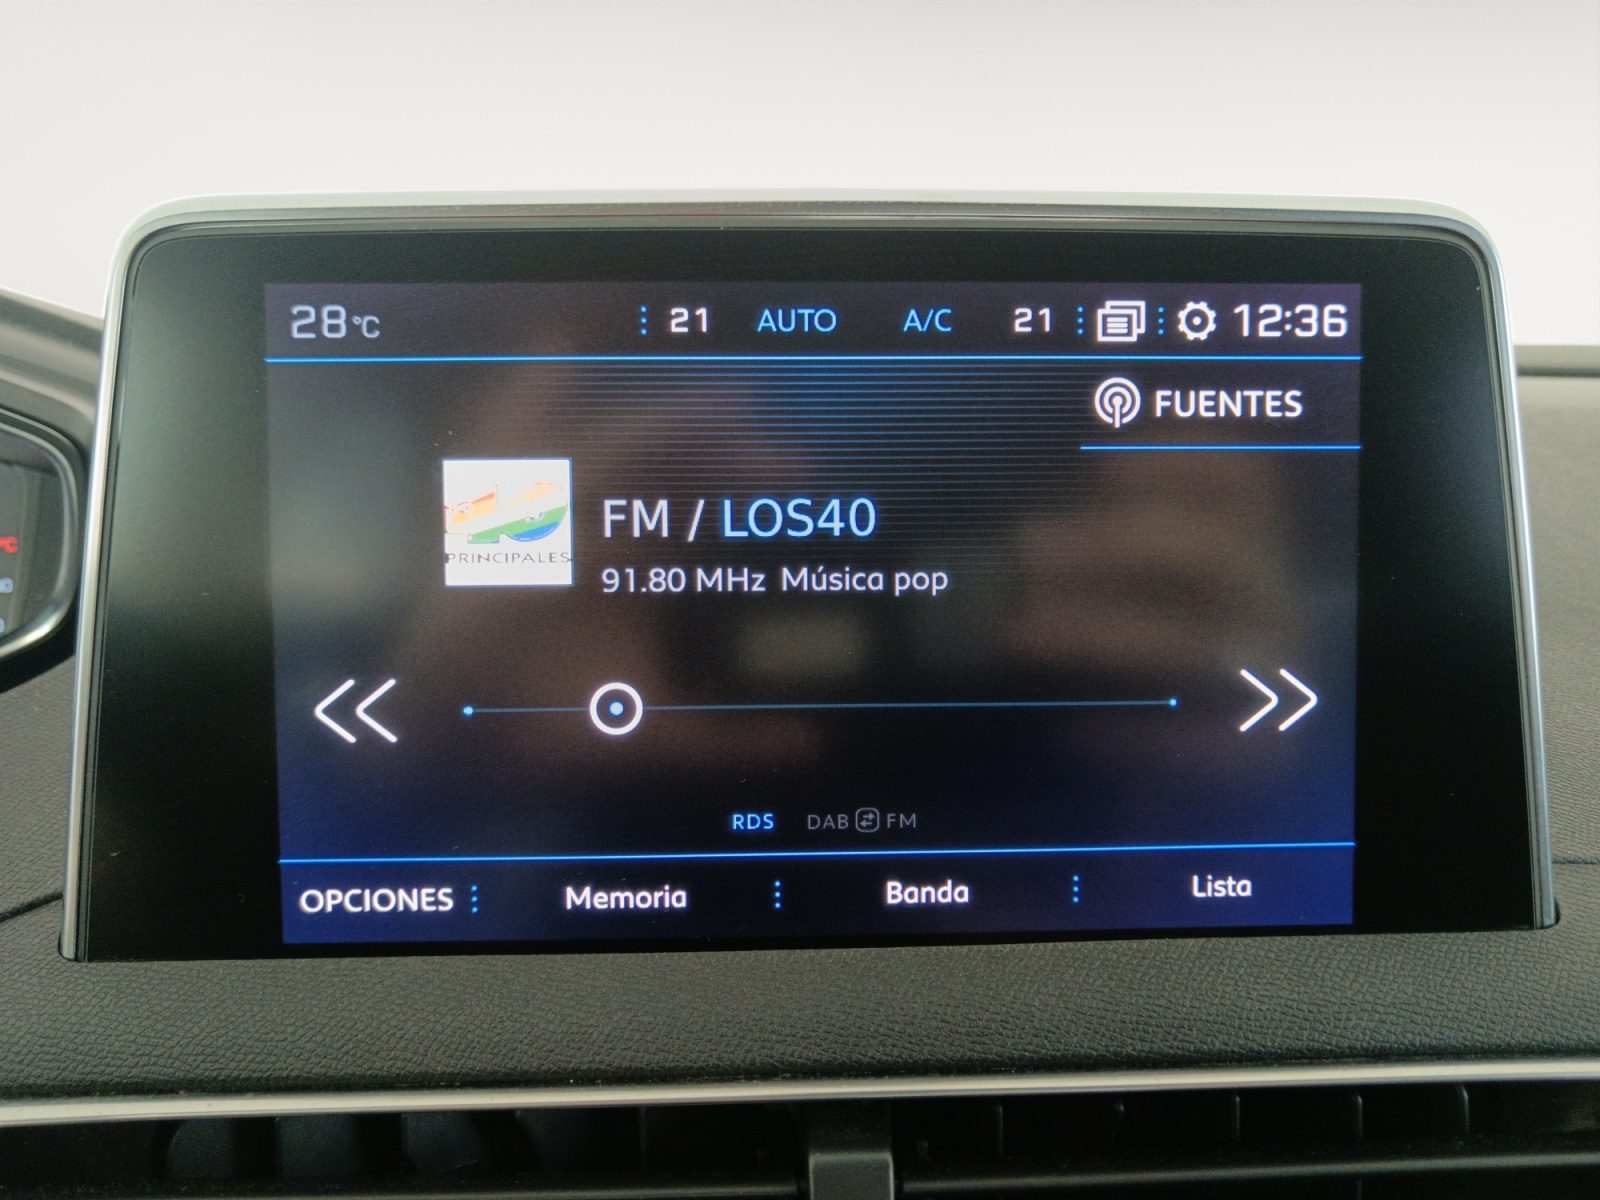 28°C 21 AUTO A/C 21 12:36
FUENTES
PRINCIPALES
FM / LOS40
91.80 MHz Música pop
RDS DAB FM
OPCIONES Memoria Banda Lista